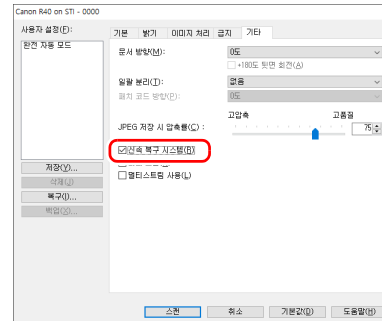 Canon R40 on STI - 0000
사용자 설정(F):
완전 자동 모드
저장(Y)...
삭제(J)
복구(I)...
백업(X)...
기본 밝기 이미지 처리 급지 기타
문서 방향(M): 0도
+180도 뒷면 회전(A)
일괄 분리(T): 없음
패치 코드 방향(P): 0도
고압축 고품질
JPEG 저장 시 압축률(C) : 75
신속 복구 시스템(R)
멀티스트림 사용(L)
스캔 취소 기본값(D) 도움말(H)